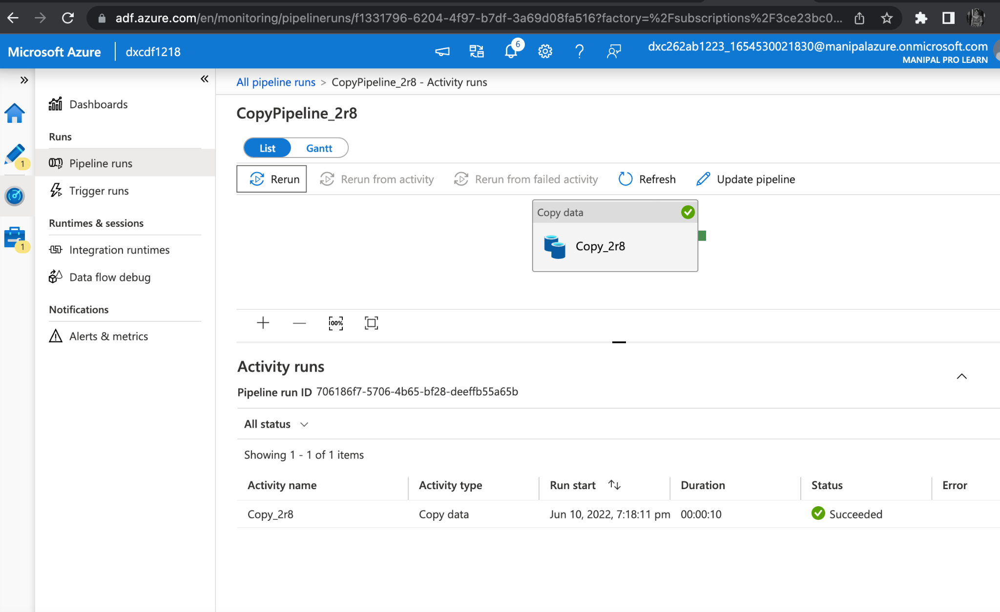 adf.azure.com/en/monitoring/pipelineruns/f1331796-6204-4f97-b7df-3a69d08fa516?factory=%2Fsubscriptions%2F3ce23bc0...
Microsoft Azure
dxcdf1218
6
dxc262ab1223_1654530021830@manipalazure.onmicrosoft.com
MANIPAL PRO LEARN
1
1
Dashboards
Runs
Pipeline runs
Trigger runs
Runtimes & sessions
Integration runtimes
Data flow debug
Notifications
Alerts & metrics
All pipeline runs > CopyPipeline_2r8 - Activity runs
CopyPipeline_2r8
List Gantt
Rerun Rerun from activity Rerun from failed activity Refresh Update pipeline
Copy data
Copy_2r8
100%
Activity runs
Pipeline run ID 706186f7-5706-4b65-bf28-deeffb55a65b
All status
Showing 1 - 1 of 1 items
Activity name Activity type Run start Duration Status Error
Copy_2r8 Copy data Jun 10, 2022, 7:18:11 pm 00:00:10 Succeeded